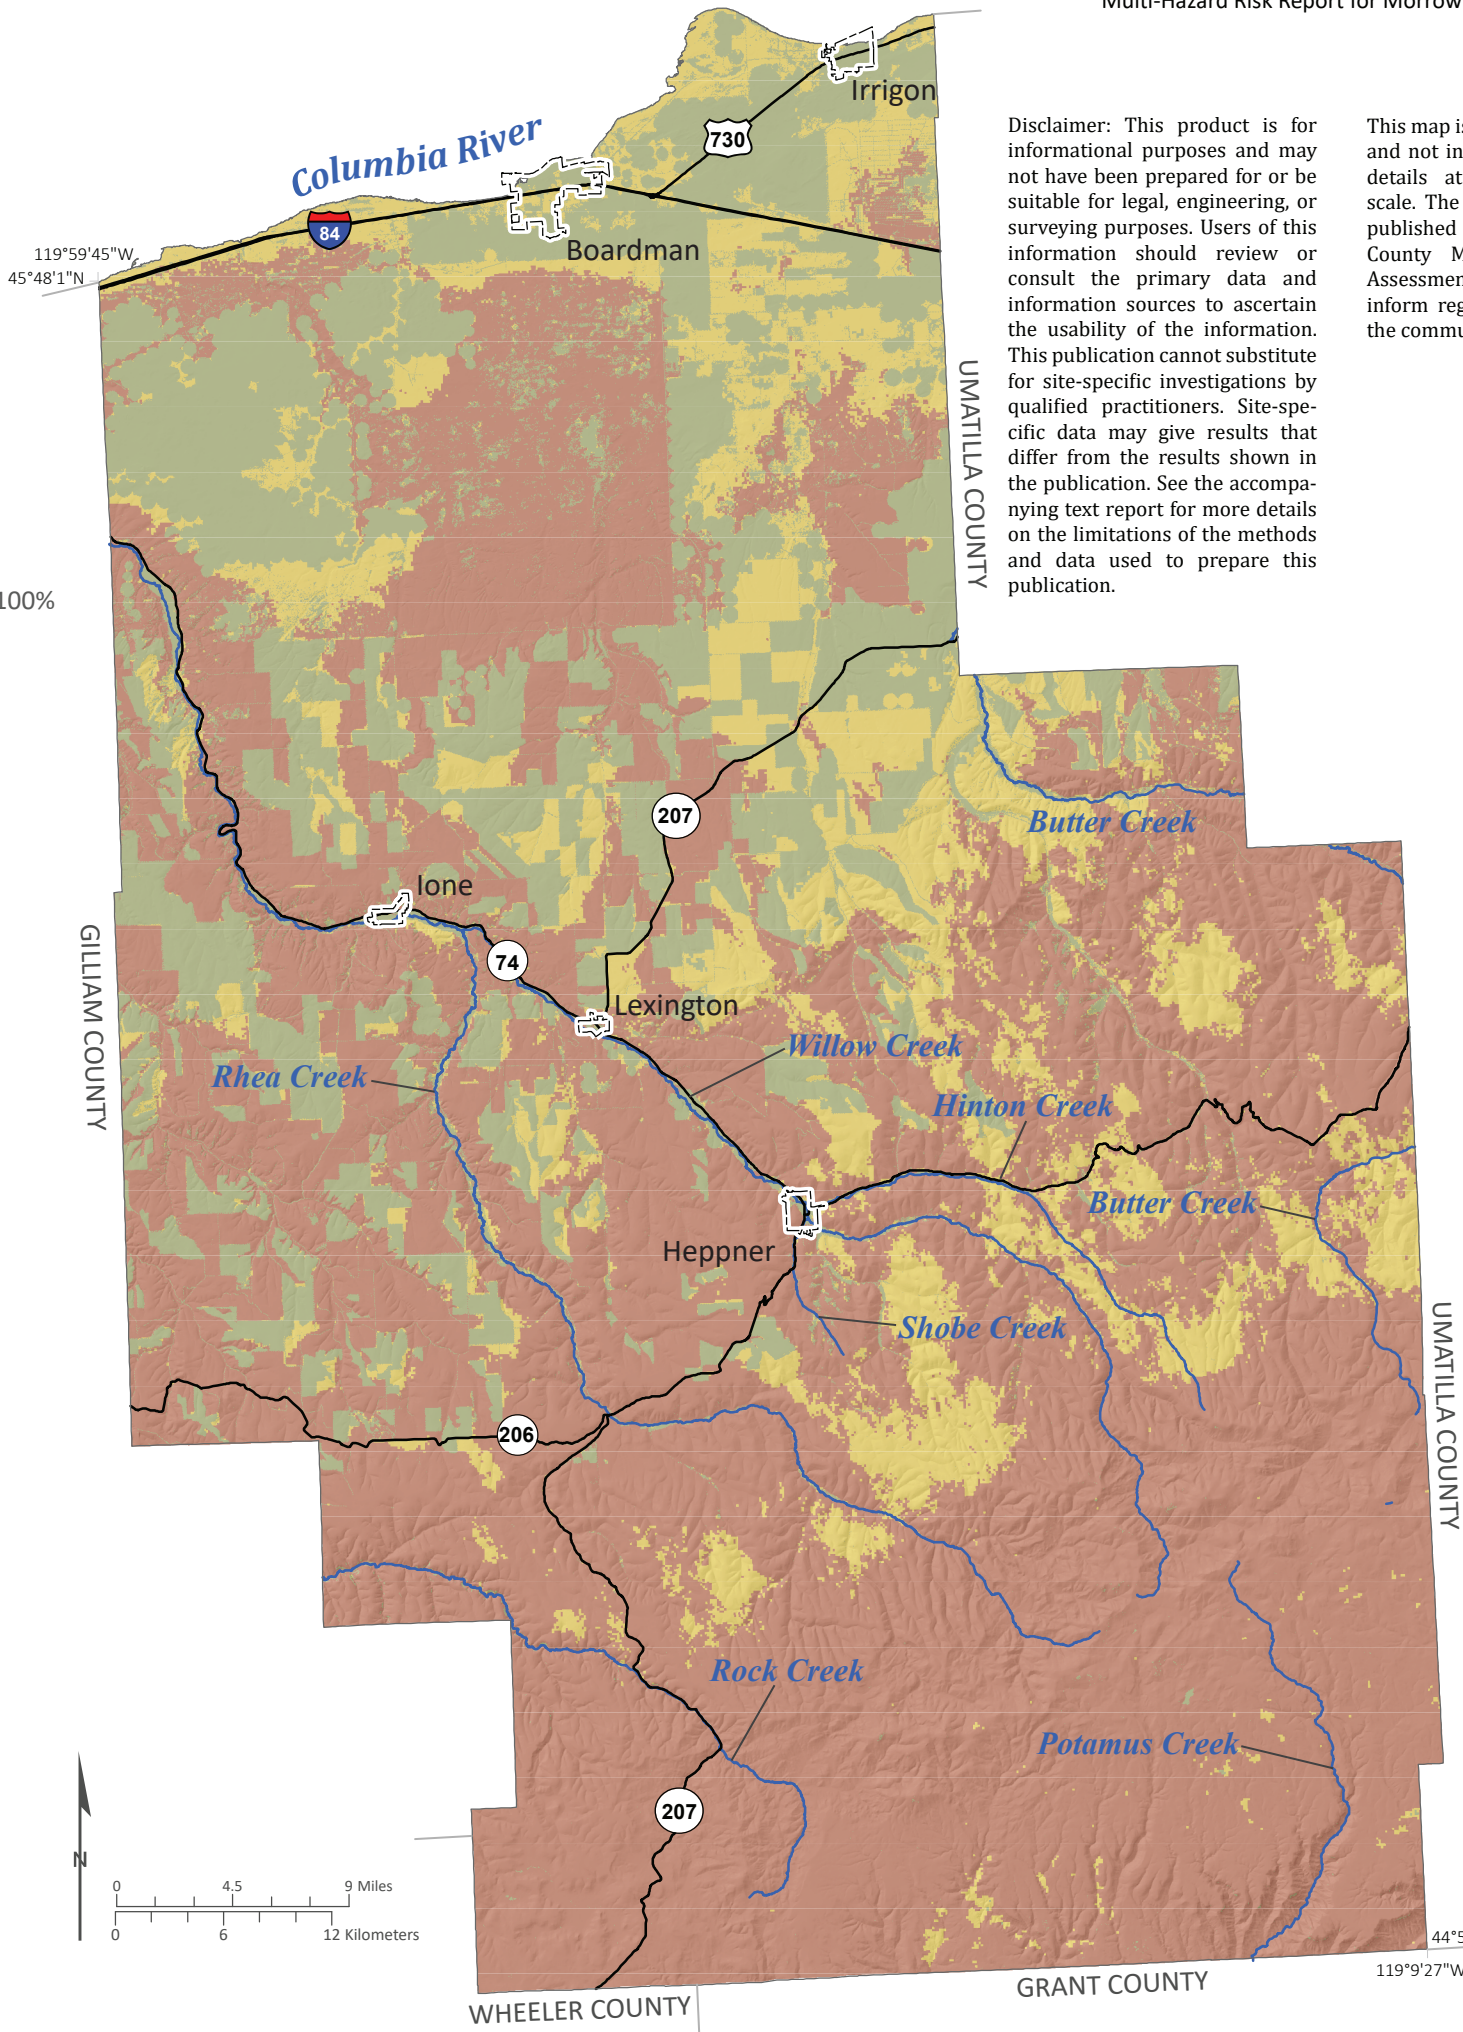 Multi-Hazard Risk Report for Morrow
Irrigon
730
Columbia River
84
Boardman
119°59'45"W
45°48'1"N
Disclaimer: This product is for
informational purposes and may
not have been prepared for or be
suitable for legal, engineering, or
surveying purposes. Users of this
information should review or
consult the primary data and
information sources to ascertain
the usability of the information.
This publication cannot substitute
for site-specific investigations by
qualified practitioners. Site-spe-
cific data may give results that
differ from the results shown in
the publication. See the accompa-
nying text report for more details
on the limitations of the methods
and data used to prepare this
publication.
This map is
and not in
details at
scale. The
published
County M
Assessmen
inform reg
the commu
UMATILLA COUNTY
100%
207
Butter Creek
Ione
74
GILLIAM COUNTY
Lexington
Willow Creek
Rhea Creek
Hinton Creek
Butter Creek
Heppner
Shobe Creek
UMATILLA COUNTY
206
Rock Creek
Potamus Creek
207
N
0 4.5 9 Miles
0 6 12 Kilometers
44°5
119°9'27"W
GRANT COUNTY
WHEELER COUNTY